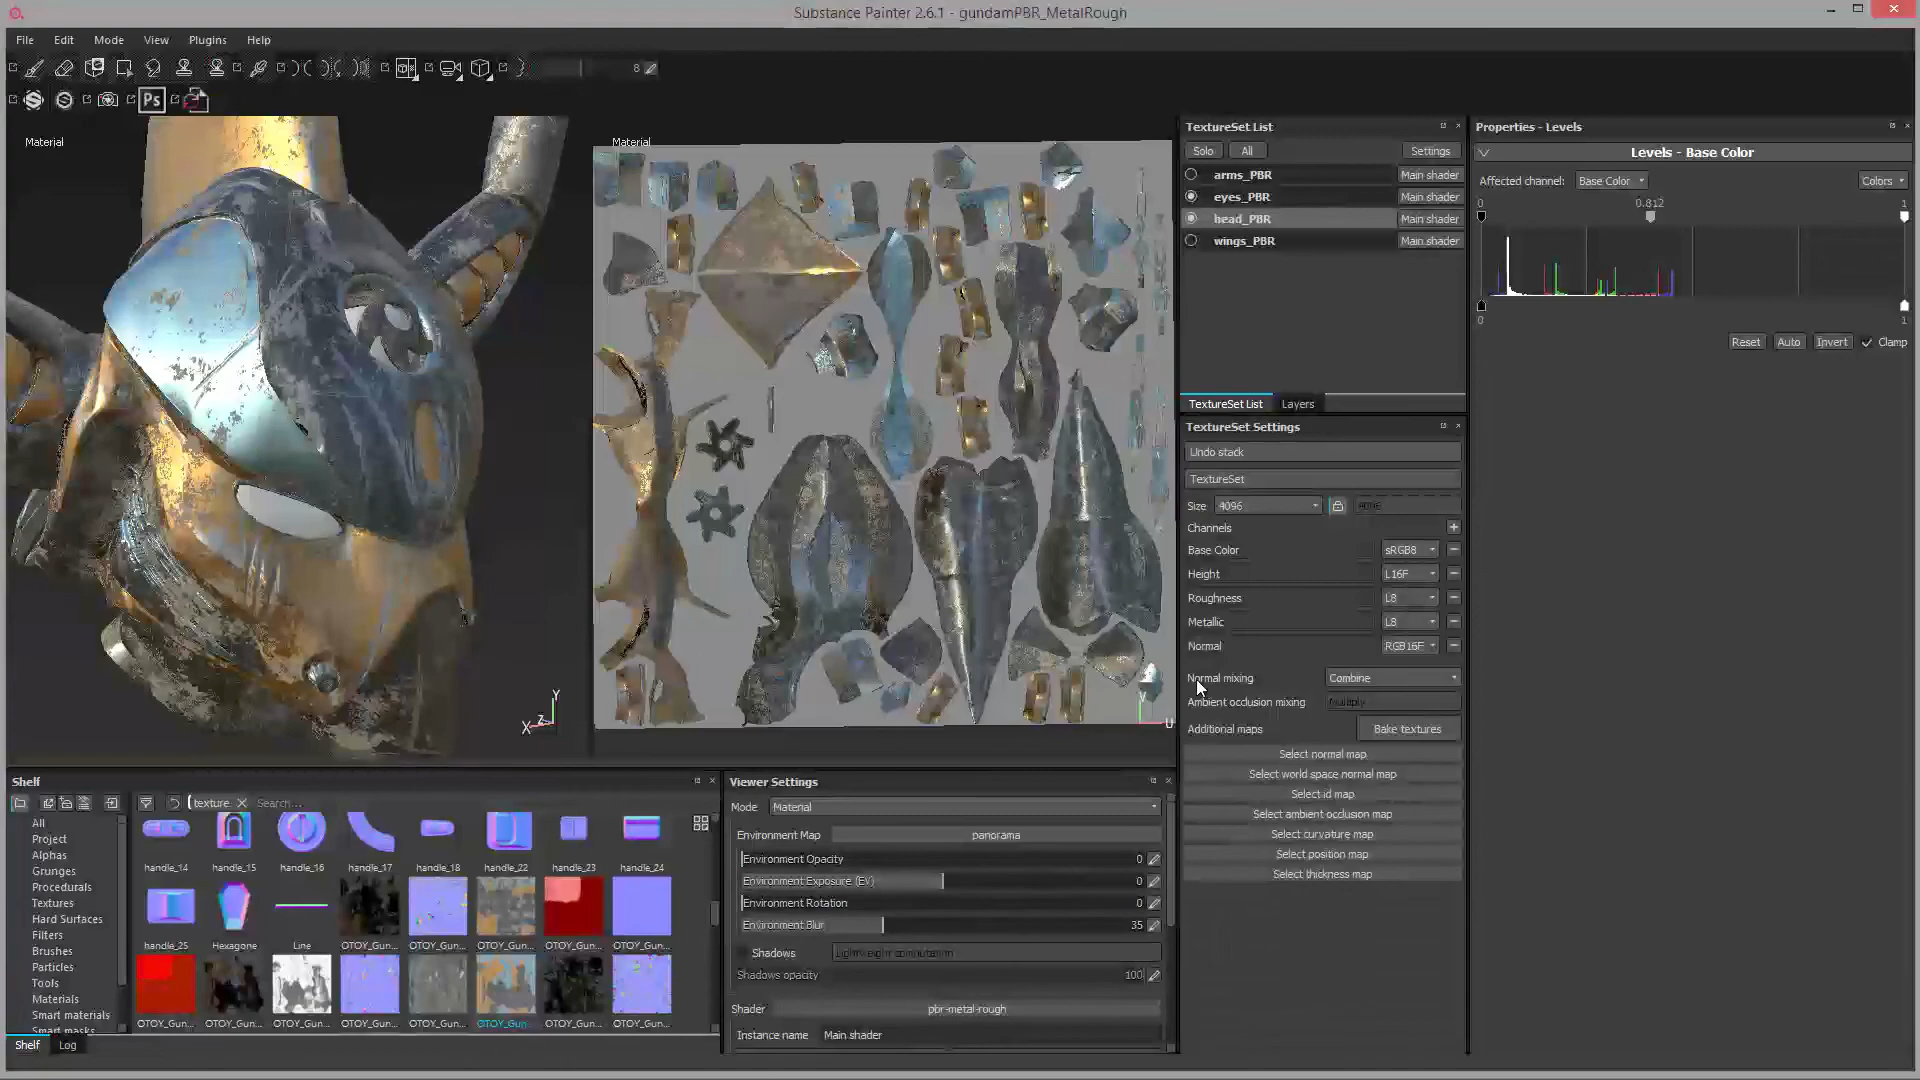 Substance Painter 2.6.1 - gundamPBR_MetalRough
File Edit Mode View Plugins Help
8
Ps
Material
Material
Y
X
Z
V
U
TextureSet List
Solo All Settings
arms_PBR Main shader
eyes_PBR Main shader
head_PBR Main shader
wings_PBR Main shader
TextureSet List Layers
TextureSet Settings
Undo stack
TextureSet
Size 4096 4096
Channels
Base Color sRGB8
Height L16F
Roughness L8
Metallic L8
Normal RGB16F
Normal mixing Combine
Ambient occlusion mixing Multiply
Additional maps Bake textures
Select normal map
Select world space normal map
Select id map
Select ambient occlusion map
Select curvature map
Select position map
Select thickness map
Properties - Levels
Levels - Base Color
Affected channel: Base Color Colors
0 0.812 1
0 1
Reset Auto Invert Clamp
Shelf
texture Search...
All
Project
Alphas
Grunges
Procedurals
Textures
Hard Surfaces
Filters
Brushes
Particles
Tools
Materials
Smart materials
Smart masks
handle_14 handle_15 handle_16 handle_17 handle_18 handle_22 handle_23 handle_24
handle_25 Hexagone Line OTOY_Gun... OTOY_Gun... OTOY_Gun... OTOY_Gun... OTOY_Gun...
OTOY_Gun... OTOY_Gun... OTOY_Gun... OTOY_Gun... OTOY_Gun... OTOY_Gun... OTOY_Gun... OTOY_Gun...
Shelf Log
Viewer Settings
Mode Material
Environment Map panorama
Environment Opacity 0
Environment Exposure (EV) 0
Environment Rotation 0
Environment Blur 35
Shadows Lightweight computation
Shadows opacity 100
Shader pbr-metal-rough
Instance name Main shader